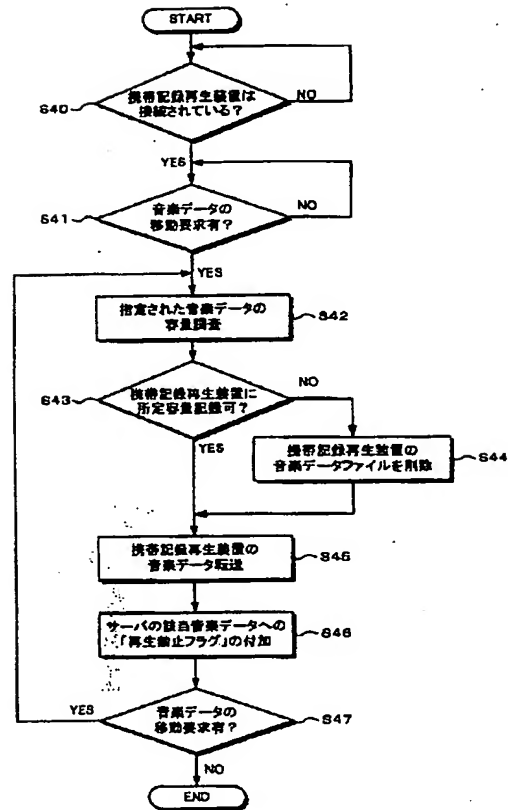 START
携帯記録再生装置は
接続されている?
S40
NO
YES
音楽データの
移動要求有?
S41
NO
YES
指定された音楽データの
容量調査
S42
携帯記録再生装置に
所定容量記録可?
S43
NO
YES
携帯記録再生装置の
音楽データファイルを削除
S44
携帯記録再生装置の
音楽データ転送
S45
サーバの該当音楽データへの
「再生禁止フラグ」の付加
S46
音楽データの
移動要求有?
S47
YES
NO
END